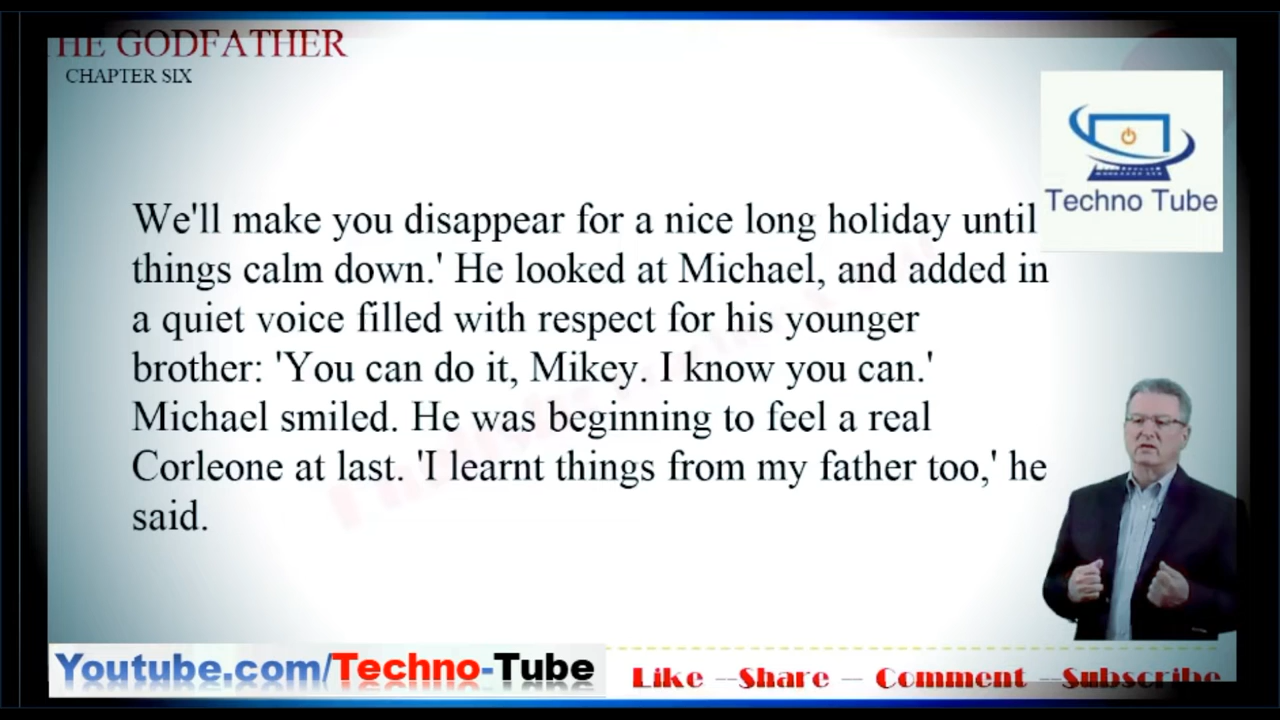 THE GODFATHER
CHAPTER SIX
Techno Tube
We'll make you disappear for a nice long holiday until
things calm down.' He looked at Michael, and added in
a quiet voice filled with respect for his younger
brother: 'You can do it, Mikey. I know you can.'
Michael smiled. He was beginning to feel a real
Corleone at last. 'I learnt things from my father too,' he
said.
Youtube.com/Techno-Tube
Like --Share -- Comment --Subscribe